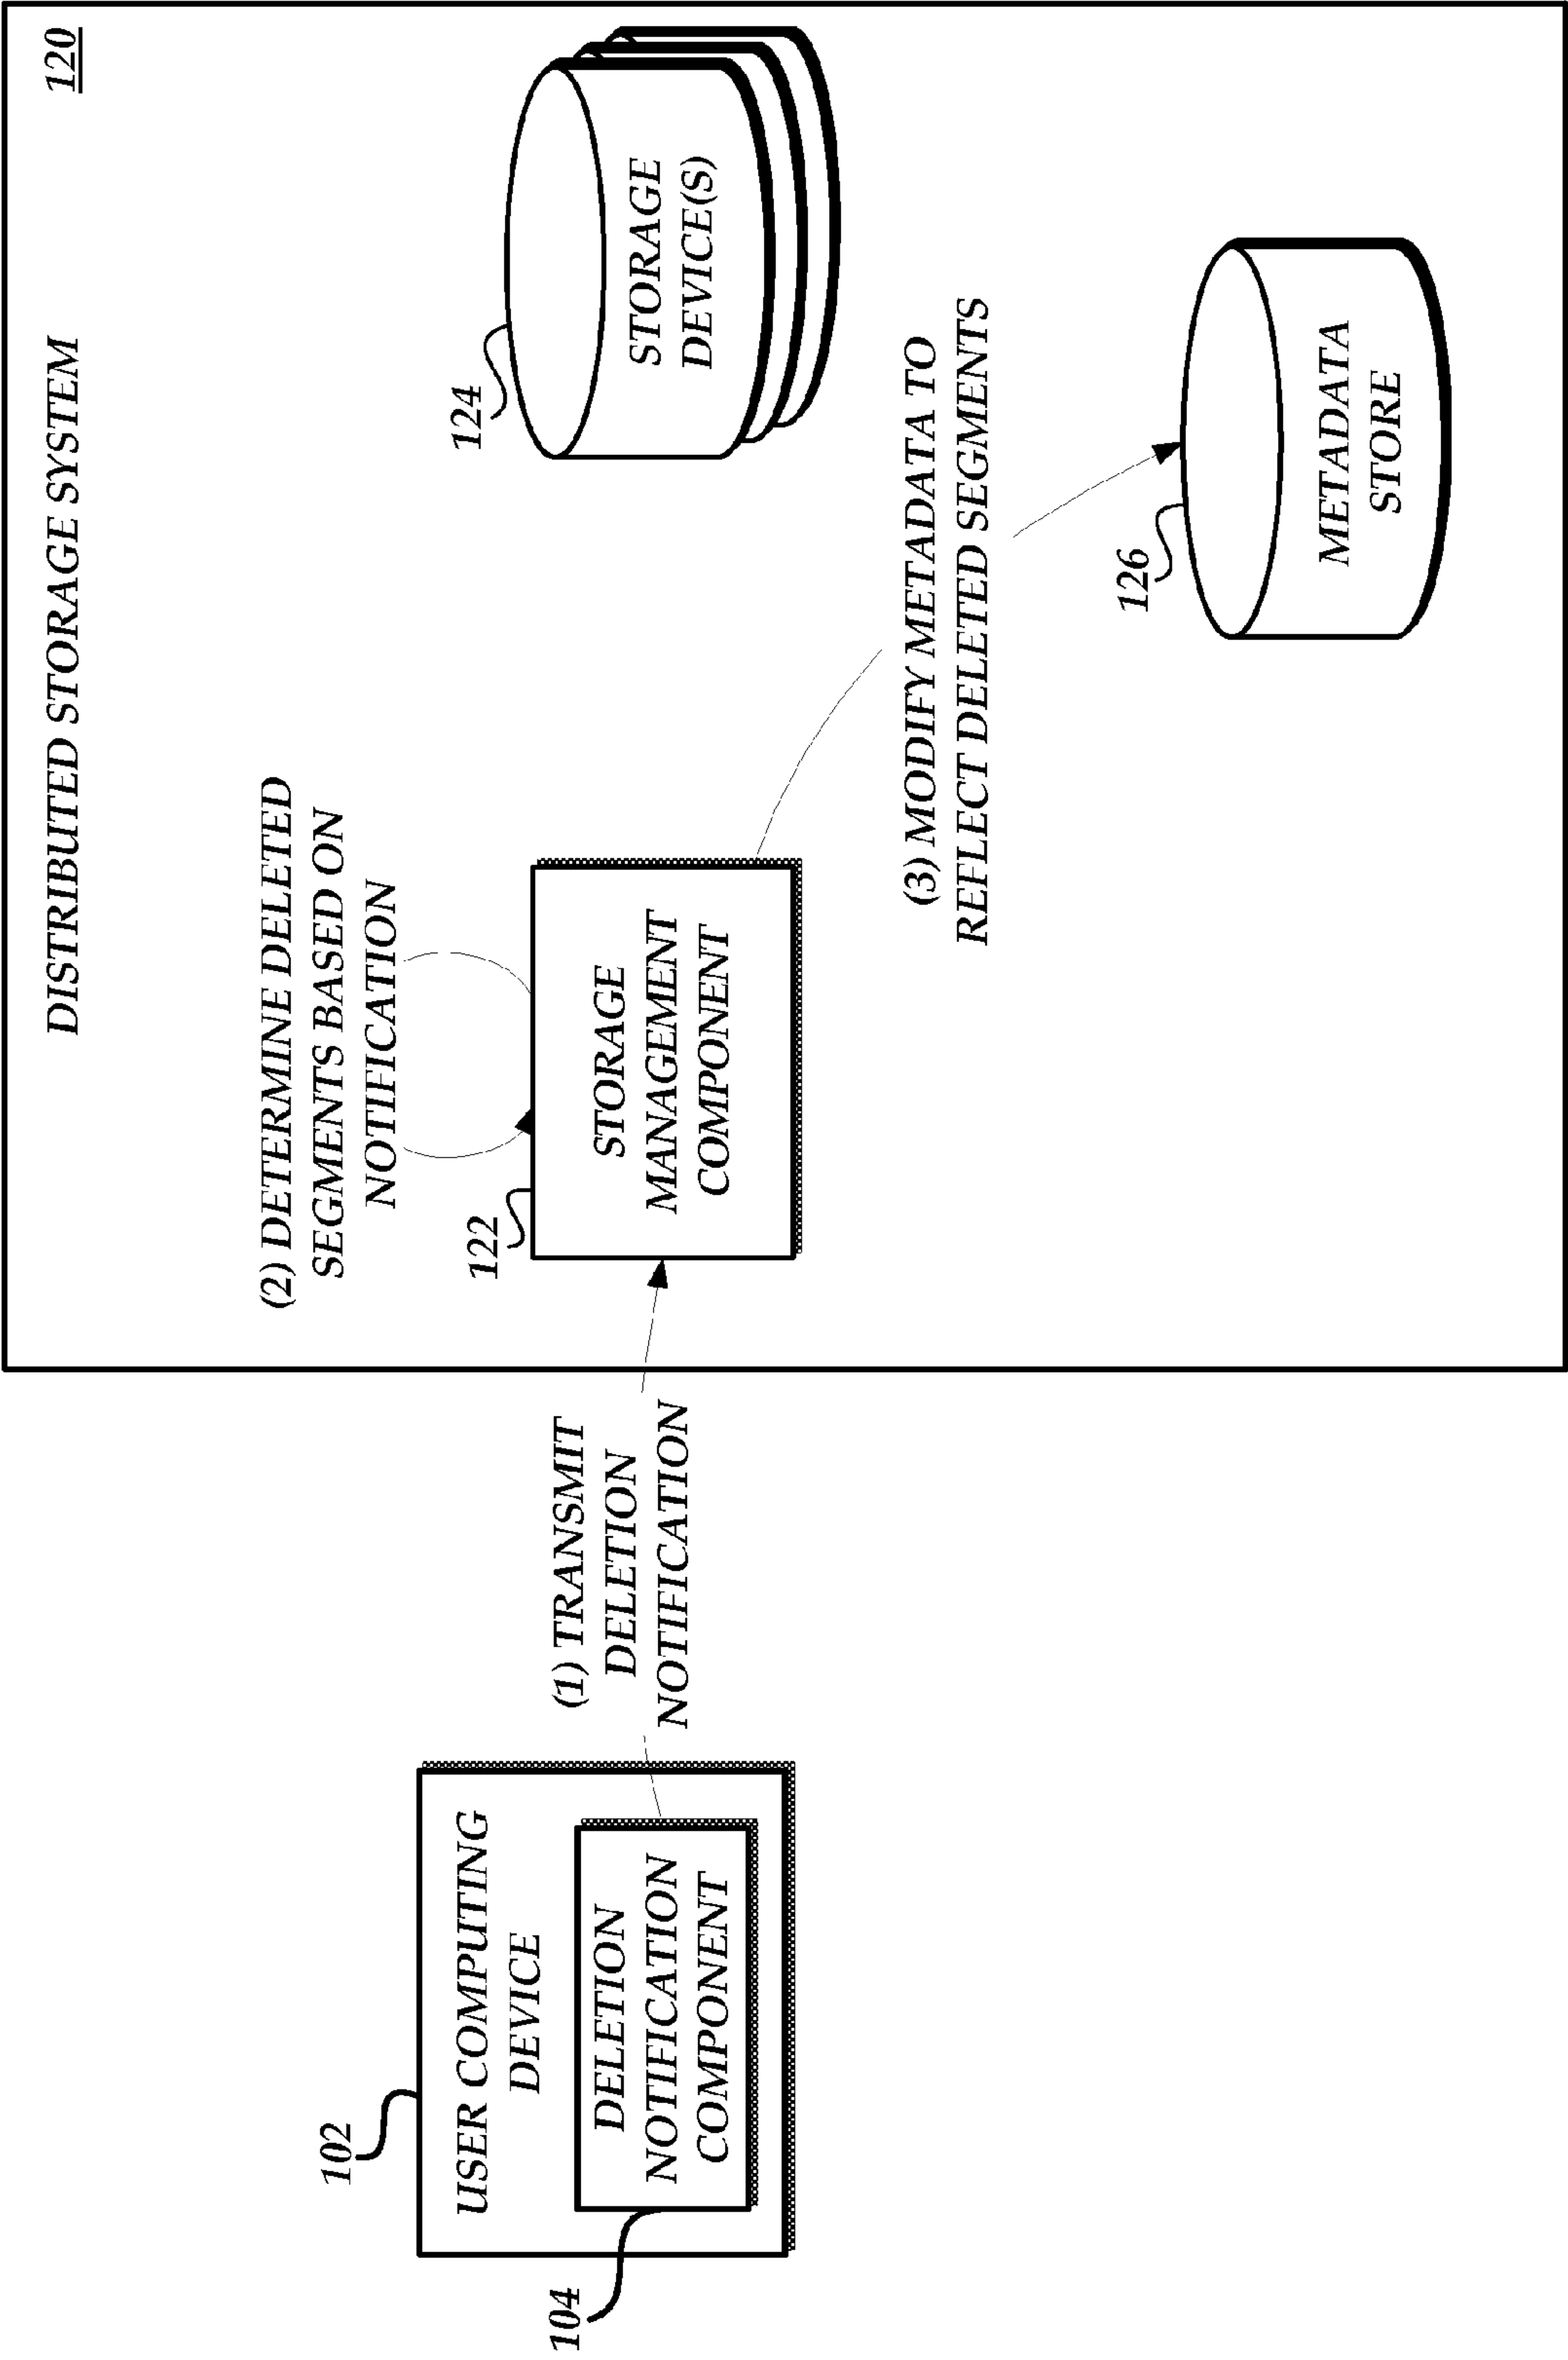 DISTRIBUTED STORAGE SYSTEM
120
(2) DETERMINE DELETED
SEGMENTS BASED ON
NOTIFICATION
102
USER COMPUTING
DEVICE
104
DELETION
NOTIFICATION
COMPONENT
(1) TRANSMIT
DELETION
NOTIFICATION
122
STORAGE
MANAGEMENT
COMPONENT
124
STORAGE
DEVICE(S)
(3) MODIFY METADATA TO
REFLECT DELETED SEGMENTS
126
METADATA
STORE